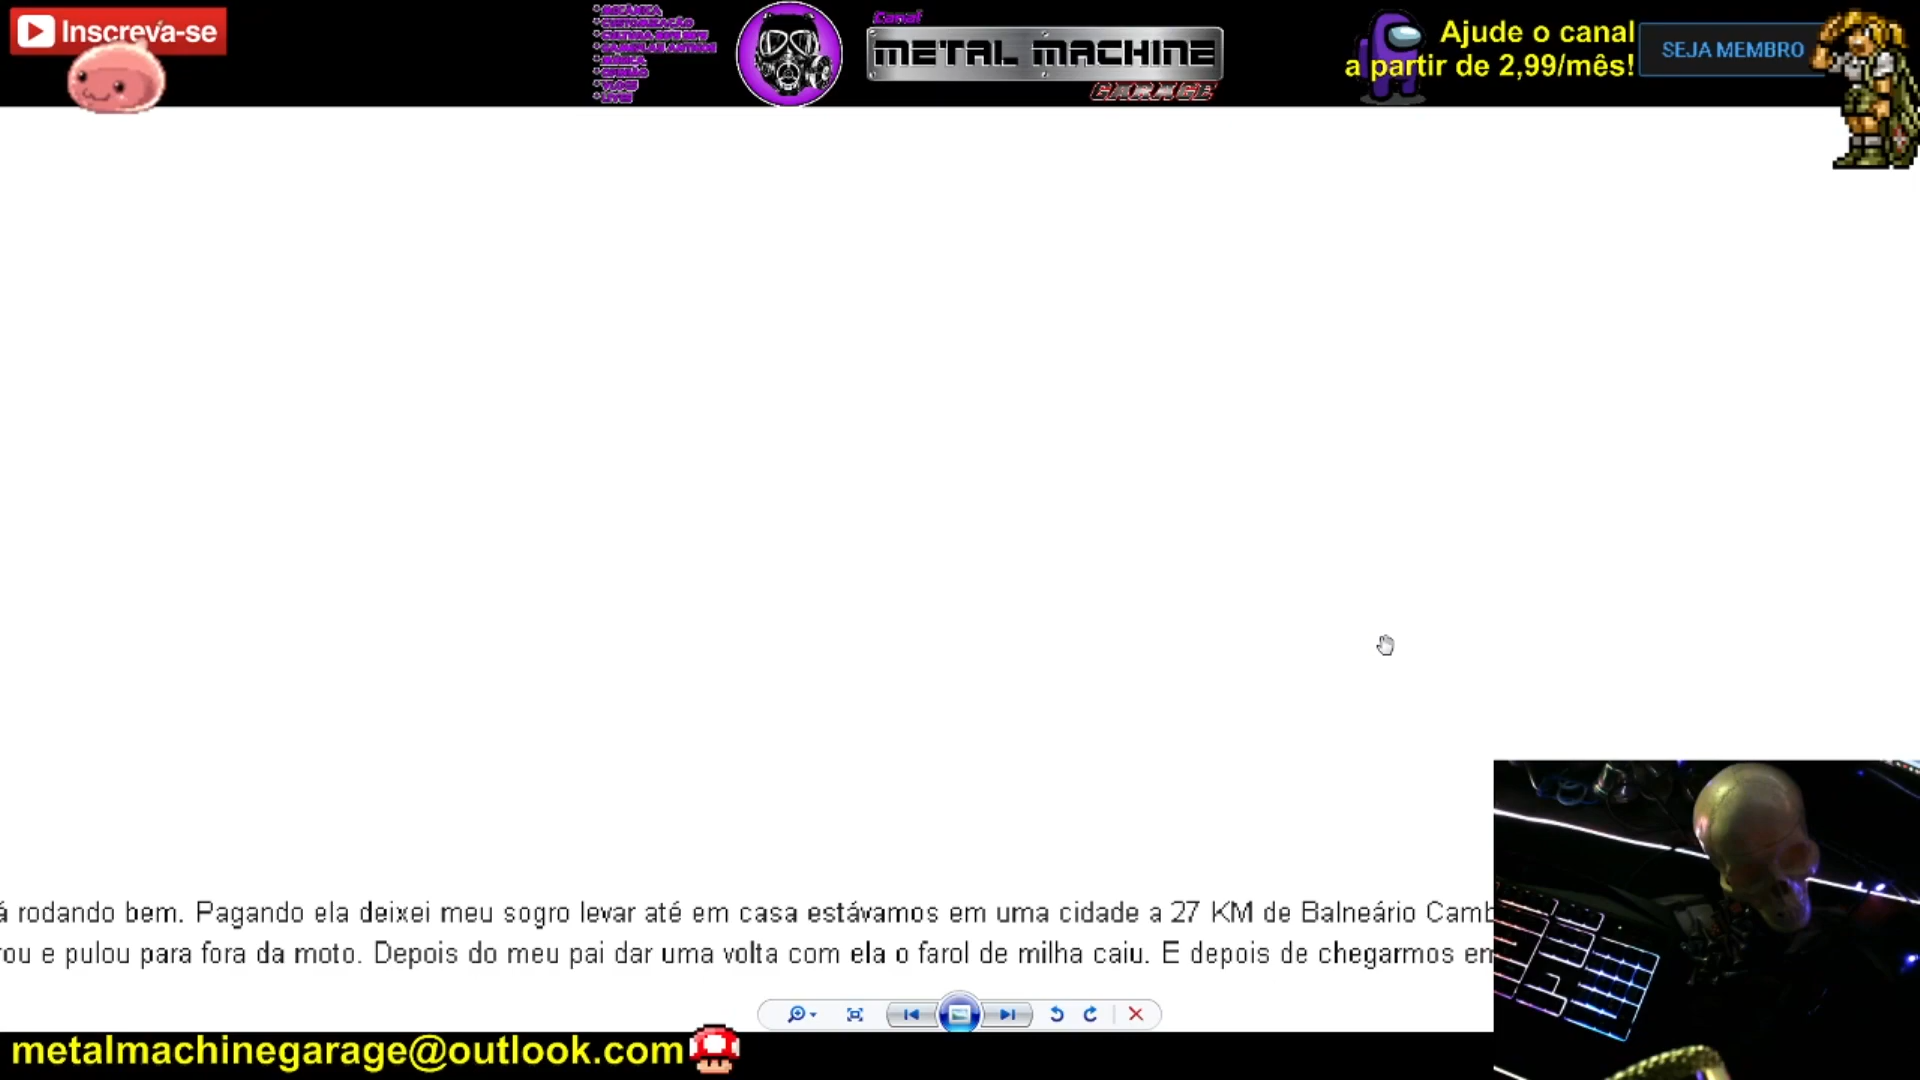 Inscreva-se
Canal
METAL MACHINE
GARAGE
Ajude o canal
a partir de 2,99/mês!
SEJA MEMBRO
á rodando bem. Pagando ela deixei meu sogro levar até em casa estávamos em uma cidade a 27 KM de Balneário Camb
ou e pulou para fora da moto. Depois do meu pai dar uma volta com ela o farol de milha caiu. E depois de chegarmos em
metalmachinegarage@outlook.com